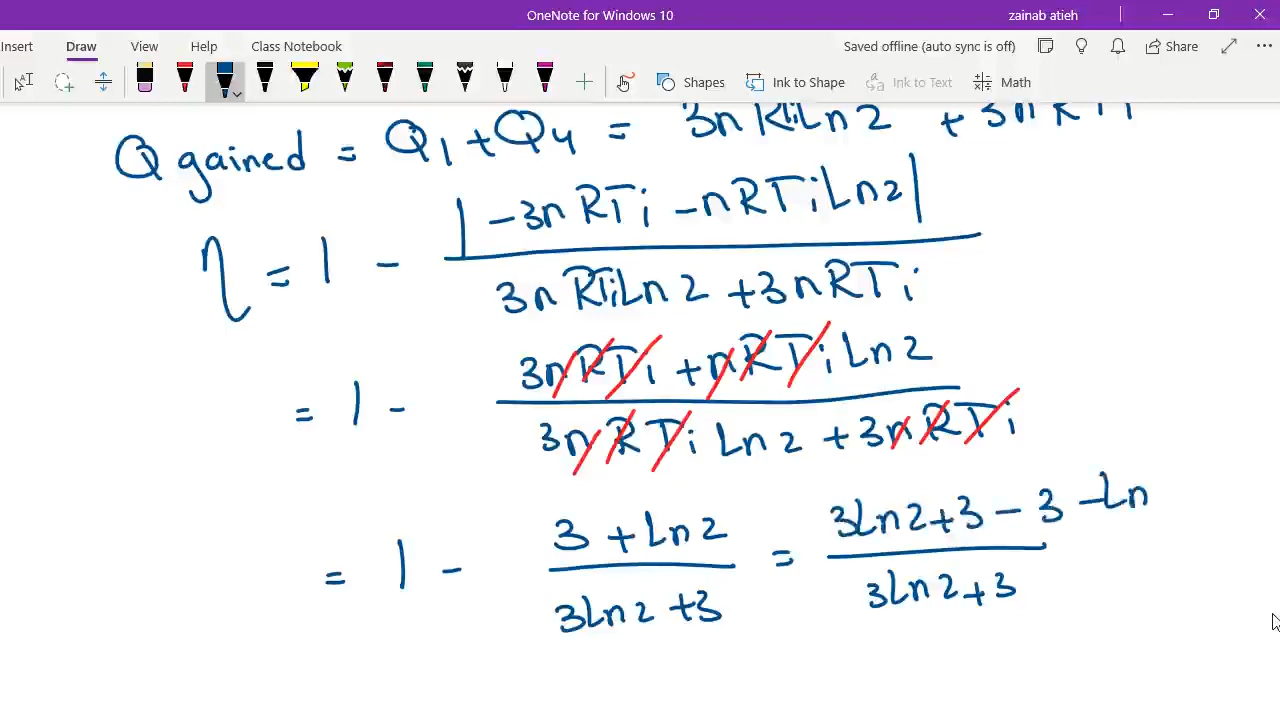 OneNote for Windows 10 zainab atieh
Insert Draw View Help Class Notebook Saved offline (auto sync is off) Share
Shapes Ink to Shape Ink to Text Math
Q gained = Q1 + Q4 = 3nRTiLn2 + 3nRTi
η = 1 - |-3nRTi - nRTiLn2|
3nRTiLn2 + 3nRTi
= 1 - 3nRTi + nRTiLn2
3nRTiLn2 + 3nRTi
= 1 - 3 + Ln2 = 3Ln2 + 3 - 3 - Ln
3Ln2 + 3 3Ln2 + 3